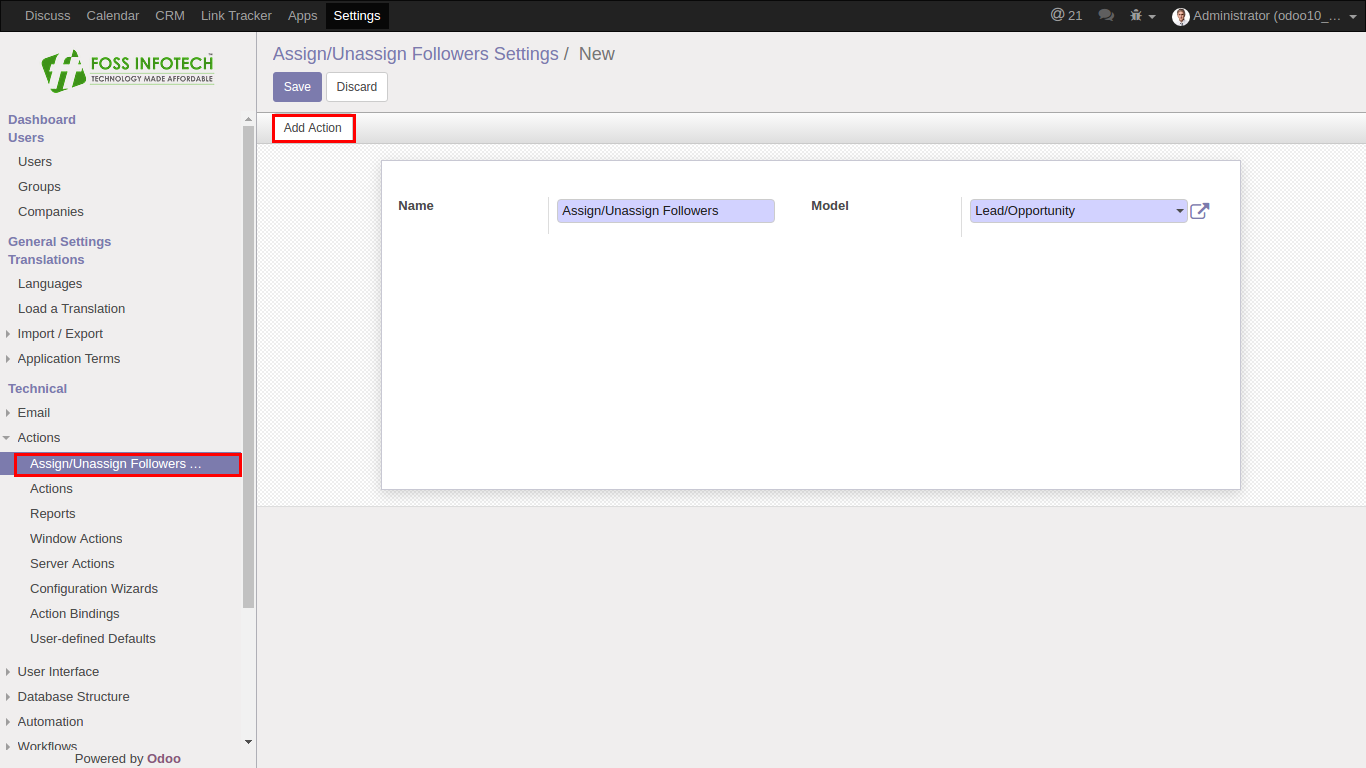 Discuss Calendar CRM Link Tracker Apps Settings @ 21 Administrator (odoo10_...
FOSS INFOTECH™
TECHNOLOGY MADE AFFORDABLE
Assign/Unassign Followers Settings / New
Save Discard
Add Action
Dashboard
Users
Users
Groups
Companies
General Settings
Translations
Languages
Load a Translation
Import / Export
Application Terms
Technical
Email
Actions
Assign/Unassign Followers ...
Actions
Reports
Window Actions
Server Actions
Configuration Wizards
Action Bindings
User-defined Defaults
User Interface
Database Structure
Automation
Workflows
Powered by Odoo
Name Assign/Unassign Followers Model Lead/Opportunity